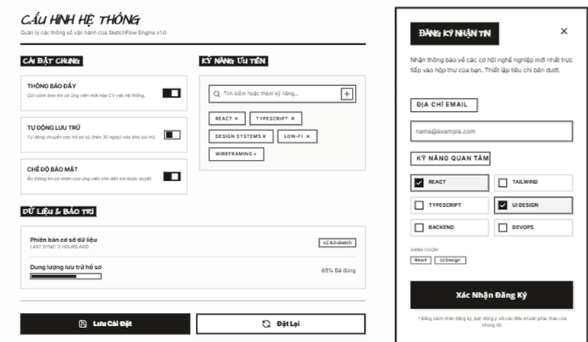 CẤU HÌNH HỆ THỐNG
Quản lý các thông số vận hành của SketchFlow Engine v1.0
CÀI ĐẶT CHUNG
THÔNG BÁO ĐẨY
Gửi cảnh báo khi có ứng viên mới nộp CV vào hệ thống.
TỰ ĐỘNG LƯU TRỮ
Tự động chuyển các hồ sơ cũ (trên 30 ngày) vào kho lưu trữ.
CHẾ ĐỘ BẢO MẬT
Ẩn thông tin cá nhân của ứng viên cho đến khi được duyệt.
KỸ NĂNG ƯU TIÊN
Tìm kiếm hoặc thêm kỹ năng...
REACT ×
TYPESCRIPT ×
DESIGN SYSTEMS ×
LOW-FI ×
WIREFRAMING ×
DỮ LIỆU & BẢO TRÌ
Phiên bản cơ sở dữ liệu
LAST SYNC: 2 HOURS AGO
v2.4.0-sketch
Dung lượng lưu trữ hồ sơ
65% Đã dùng
Lưu Cài Đặt
Đặt Lại
ĐĂNG KÝ NHẬN TIN
Nhận thông báo về các cơ hội nghề nghiệp mới nhất trực
tiếp vào hộp thư của bạn. Thiết lập tiêu chí bên dưới.
ĐỊA CHỈ EMAIL
name@example.com
KỸ NĂNG QUAN TÂM
REACT
TAILWIND
TYPESCRIPT
UI DESIGN
BACKEND
DEVOPS
ĐANG CHỌN:
React
UI Design
Xác Nhận Đăng Ký
* Bằng cách nhấn đăng ký, bạn đồng ý với các điều khoản phác thảo của
chúng tôi.